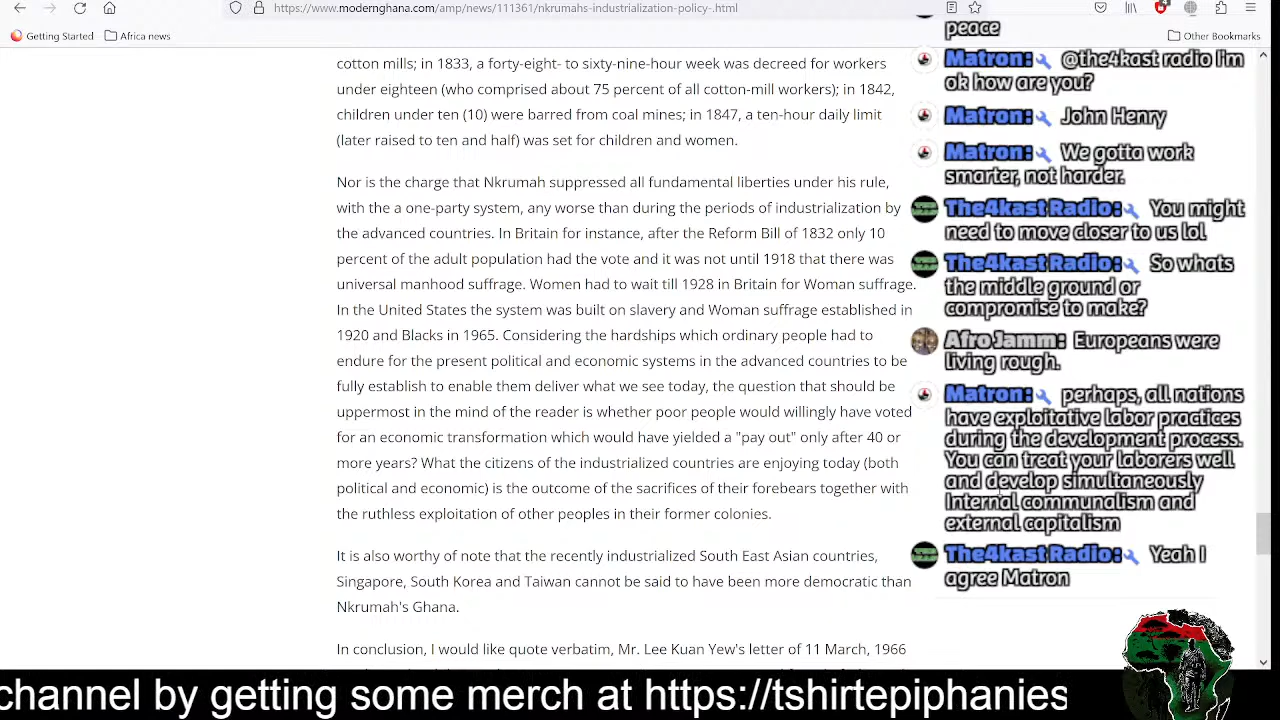 https://www.modernghana.com/amp/news/111361/nkrumahs-industrialization-policy-.html
Getting Started
Africa news
Other Bookmarks
cotton mills; in 1833 a forty-eight- to sixty-nine-hour week was decreed for workers
under eighteen (who comprised about 75 percent of all cotton-mill workers); in 1842,
children under ten (10) were barred from coal mines; in 1847, a ten-hour daily limit
(later raised to ten and half) was set for children and women.
Nor is the charge that Nkrumah suppressed all fundamental liberties under his rule,
with the one-party system, any worse than during the periods of industrialization by
the advanced countries. In Britain for instance, after the Reform Bill of 1832 only 10
percent of the adult population had the vote and it was not until 1918 that there was
universal manhood suffrage. Women had to wait till 1928 in Britain for Woman suffrage.
In the United States the system was built on slavery and Woman suffrage established in
1920 and Blacks in 1965. Considering the hardships which ordinary people had to
endure for the present political and economic systems in the advanced countries to be
fully establish to enable them deliver what we see today, the question that should be
uppermost in the mind of the reader is whether poor people would willingly have voted
for an economic transformation which would have yielded a "pay out" only after 40 or
more years? What the citizens of the industrialized countries are enjoying today (both
political and economic) is the outcome of the sacrifices of their forebears together with
the ruthless exploitation of other peoples in their former colonies.
It is also worthy of note that the recently industrialized South East Asian countries,
Singapore, South Korea and Taiwan cannot be said to have been more democratic than
Nkrumah's Ghana.
In conclusion, I would the quote verbatim, Mr. Lee Kuan Yew's letter of 11 March, 1966
peace
Matron: @the4kast radio I'm
ok how are you?
Matron: John Henry
Matron: We gotta work
smarter, not harder.
The4kast Radio: You might
need to move closer to us lol
The4kast Radio: So whats
the middle ground or
compromise to make?
Afro Jamm: Europeans were
living rough.
Matron: perhaps, all nations
have exploitative labor practices
during the development process.
You can treat your laborers well
and develop simultaneously
Internal communalism and
external capitalism
The4kast Radio: Yeah I
agree Matron
channel by getting some merch at https://tshirtepiphanies